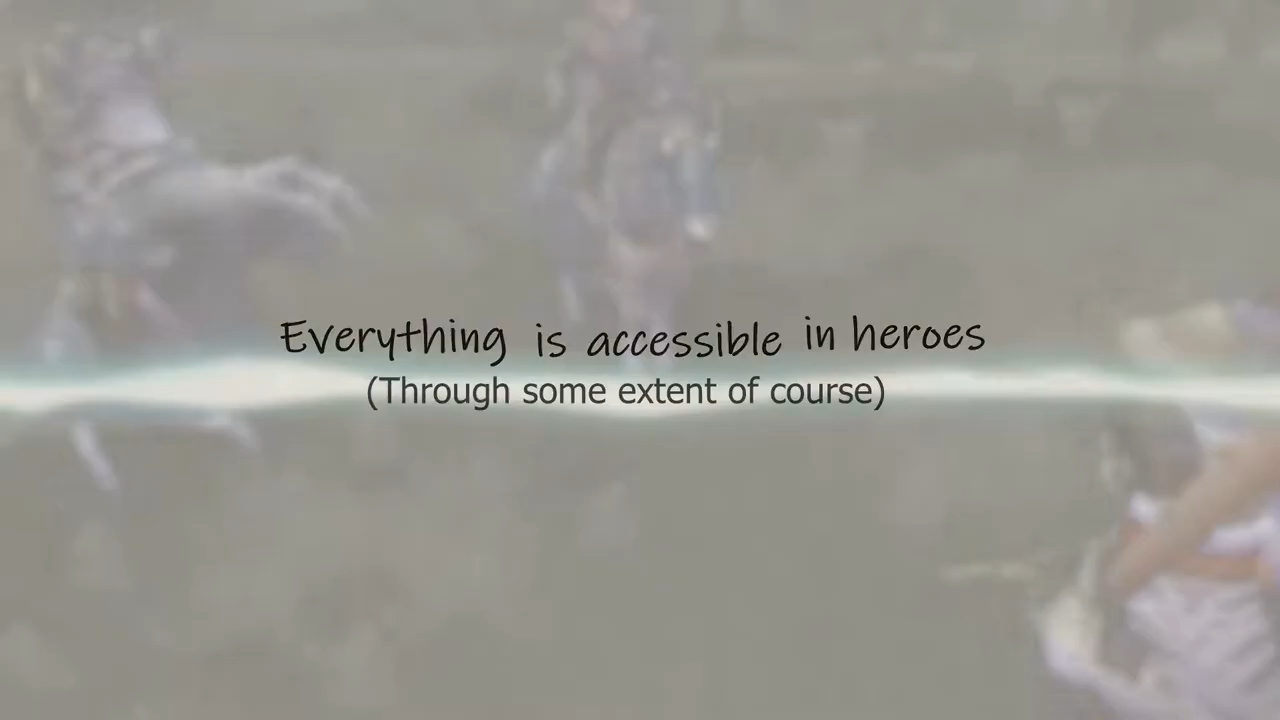 Everything is accessible in heroes
(Through some extent of course)